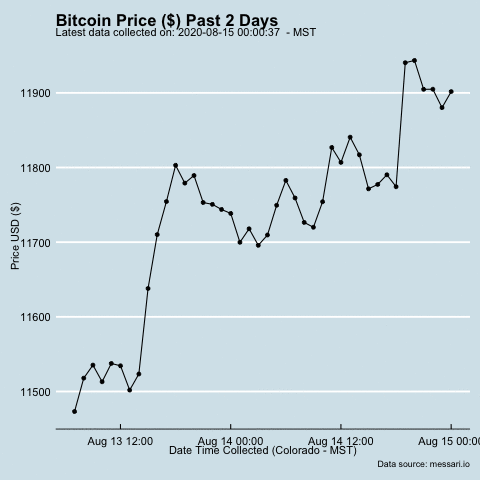 Bitcoin Price ($) Past 2 Days
Latest data collected on: 2020-08-15 00:00:37 - MST
Price USD ($)
11900
11800
11700
11600
11500
Aug 13 12:00 Aug 14 00:00 Aug 14 12:00 Aug 15 00:00
Date Time Collected (Colorado - MST)
Data source: messari.io